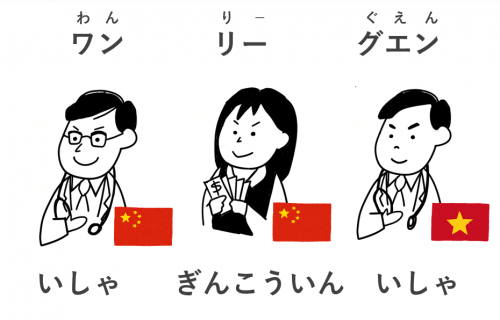 わん りー ぐえん
ワン リー グエン
$
いしゃ ぎんこういん いしゃ